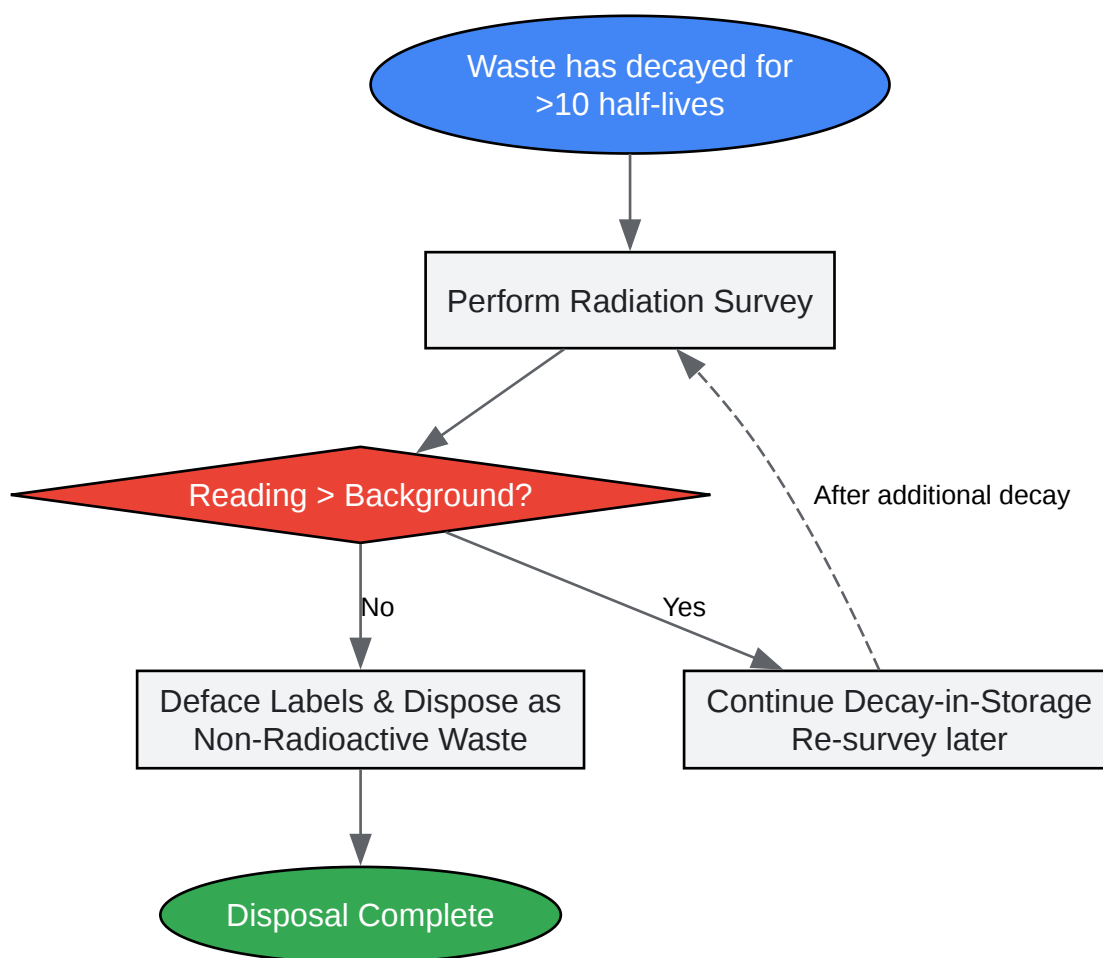 Waste has decayed for
>10 half-lives
Perform Radiation Survey
Reading > Background?
After additional decay
No
Yes
Deface Labels & Dispose as
Non-Radioactive Waste
Continue Decay-in-Storage
Re-survey later
Disposal Complete